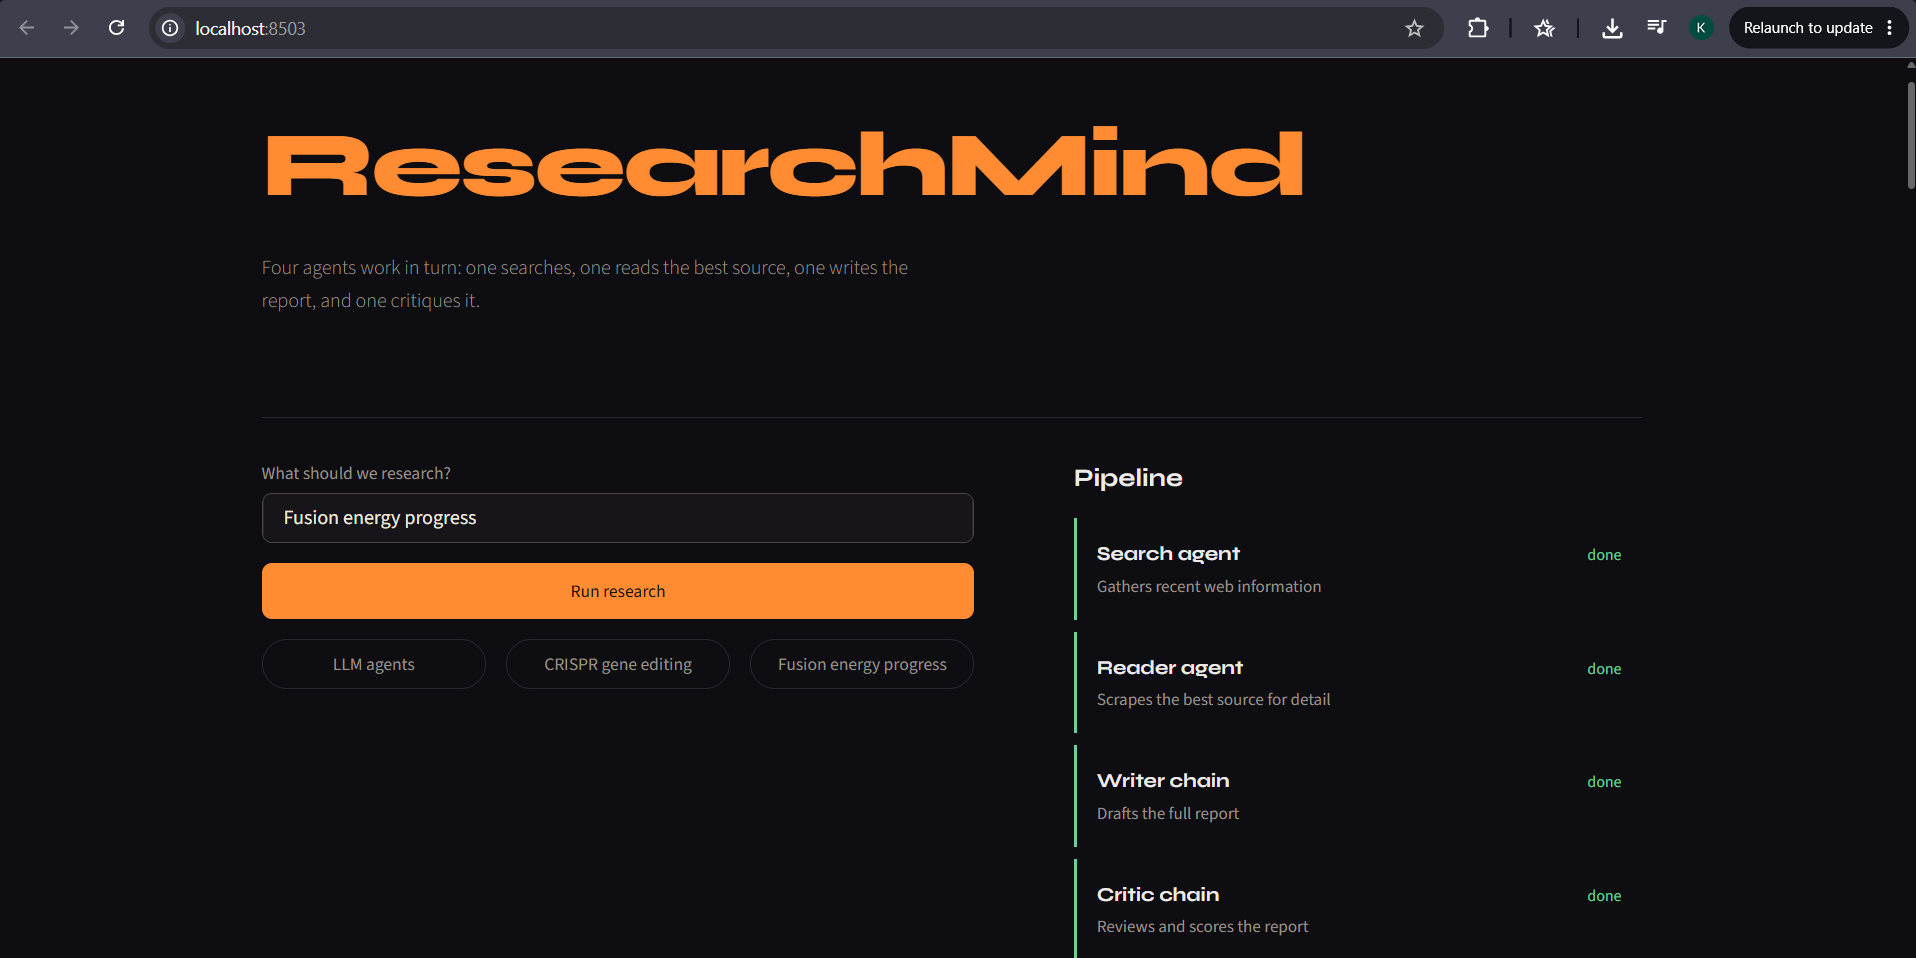 localhost:8503
K
Relaunch to update
ResearchMind
Four agents work in turn: one searches, one reads the best source, one writes the
report, and one critiques it.
What should we research?
Fusion energy progress
Run research
LLM agents
CRISPR gene editing
Fusion energy progress
Pipeline
Search agent
done
Gathers recent web information
Reader agent
done
Scrapes the best source for detail
Writer chain
done
Drafts the full report
Critic chain
done
Reviews and scores the report